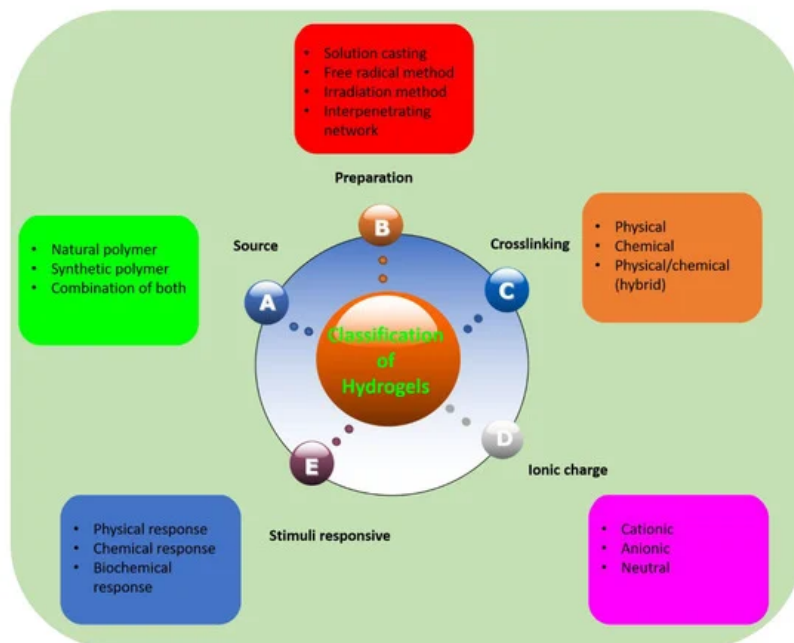 • Solution casting
• Free radical method
• Irradiation method
• Interpenetrating
network
Preparation
B
• Natural polymer
• Synthetic polymer
• Combination of both
Source
A
Crosslinking
C
• Physical
• Chemical
• Physical/chemical
(hybrid)
Classification
of
Hydrogels
D
Ionic charge
• Cationic
• Anionic
• Neutral
E
Stimuli responsive
• Physical response
• Chemical response
• Biochemical
response